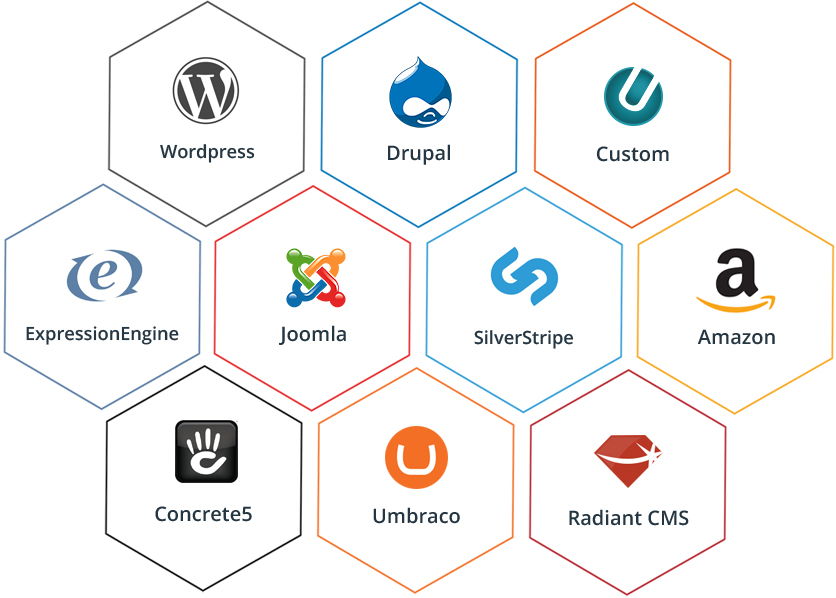 Wordpress
Drupal
Custom
ExpressionEngine
Joomla
SilverStripe
Amazon
Concrete5
Umbraco
Radiant CMS